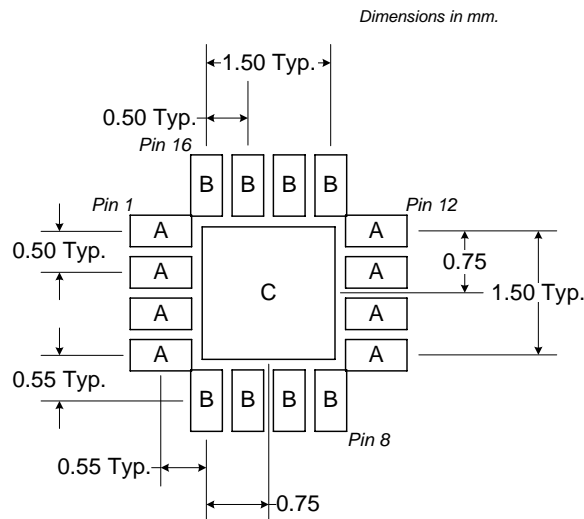 Dimensions in mm.
1.50 Typ.
0.50 Typ.
Pin 16
B B B B
Pin 1
Pin 12
A
A
0.50 Typ.
0.75
A
A
C
1.50 Typ.
A
A
A
A
0.55 Typ.
B B B B
Pin 8
0.55 Typ.
0.75